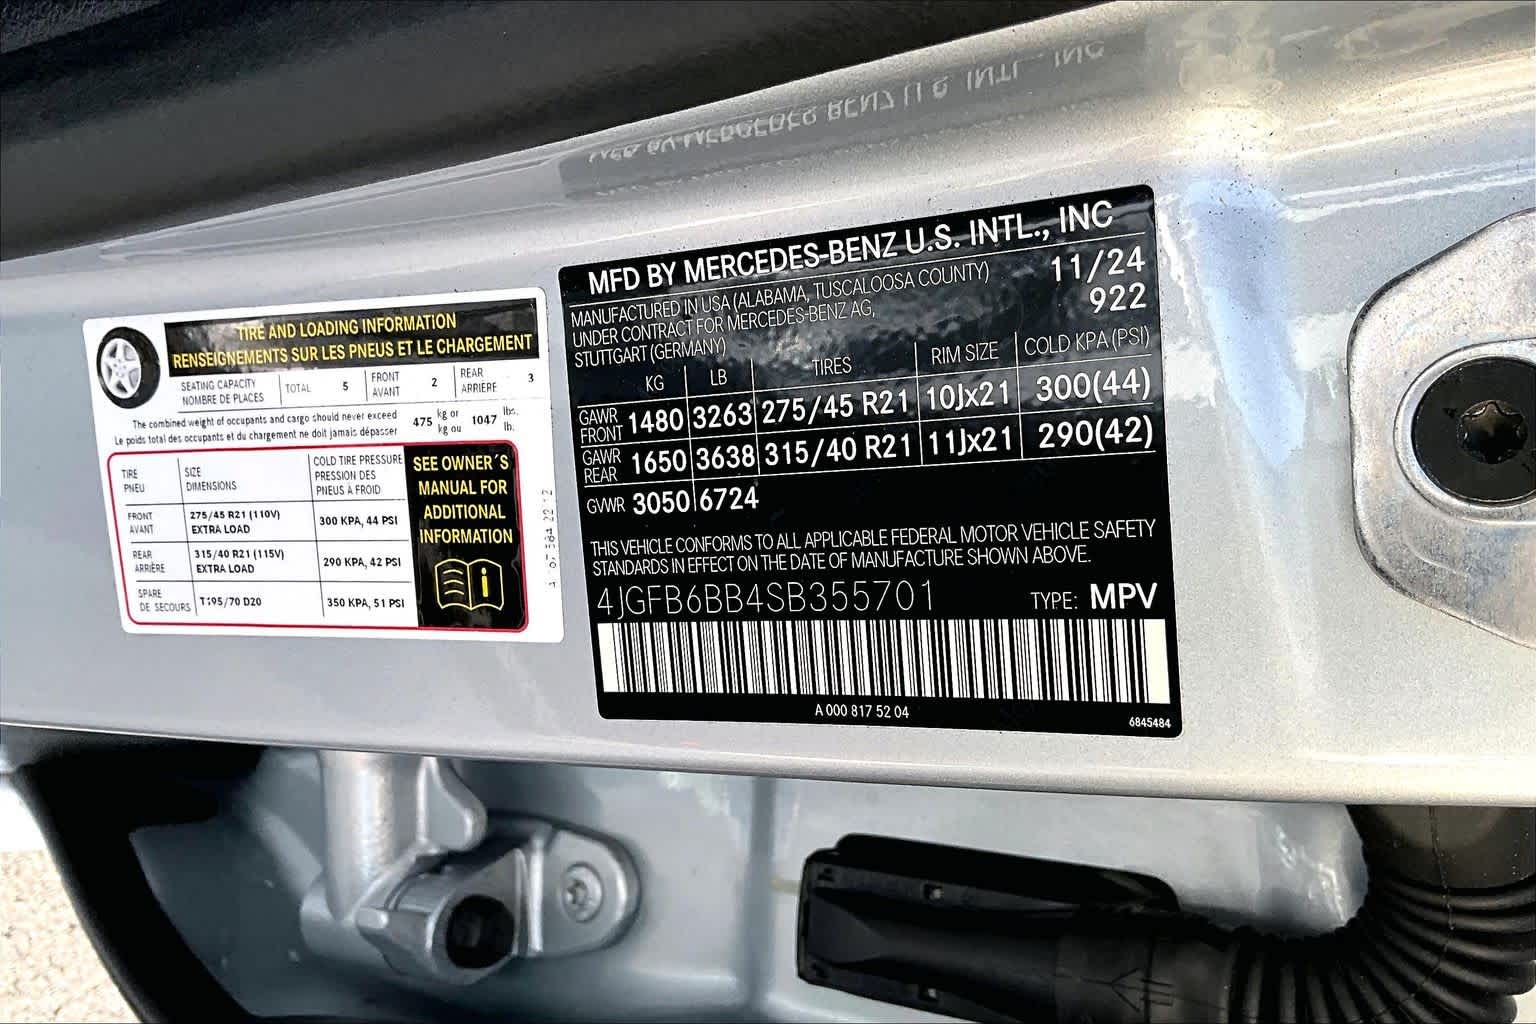 TIRE AND LOADING INFORMATION
RENSEIGNEMENTS SUR LES PNEUS ET LE CHARGEMENT
SEATING CAPACITY
NOMBRE DE PLACES
TOTAL 5
FRONT
AVANT
2
REAR
ARRIÈRE
3
The combined weight of occupants and cargo should never exceed
Le poids total des occupants et du chargement ne doit jamais dépasser
475 kg or 1047 lbs.
kg ou lb.
TIRE
PNEU
SIZE
DIMENSIONS
COLD TIRE PRESSURE
PRESSION DES
PNEUS À FROID
FRONT
AVANT
275/45 R21 (110V)
EXTRA LOAD
300 KPA, 44 PSI
REAR
ARRIÈRE
315/40 R21 (115V)
EXTRA LOAD
290 KPA, 42 PSI
SPARE
DE SECOURS
T195/70 D20
350 KPA, 51 PSI
SEE OWNER´S
MANUAL FOR
ADDITIONAL
INFORMATION
MFD BY MERCEDES-BENZ U.S. INTL., INC
MANUFACTURED IN USA (ALABAMA, TUSCALOOSA COUNTY)
UNDER CONTRACT FOR MERCEDES-BENZ AG,
STUTTGART (GERMANY)
11/24
922
KG LB TIRES RIM SIZE COLD KPA (PSI)
GAWR
FRONT
1480 3263 275/45 R21 10Jx21 300(44)
GAWR
REAR
1650 3638 315/40 R21 11Jx21 290(42)
GVWR 3050 6724
THIS VEHICLE CONFORMS TO ALL APPLICABLE FEDERAL MOTOR VEHICLE SAFETY
STANDARDS IN EFFECT ON THE DATE OF MANUFACTURE SHOWN ABOVE.
4JGFB6BB4SB355701 TYPE: MPV
A 000 817 52 04
6845484